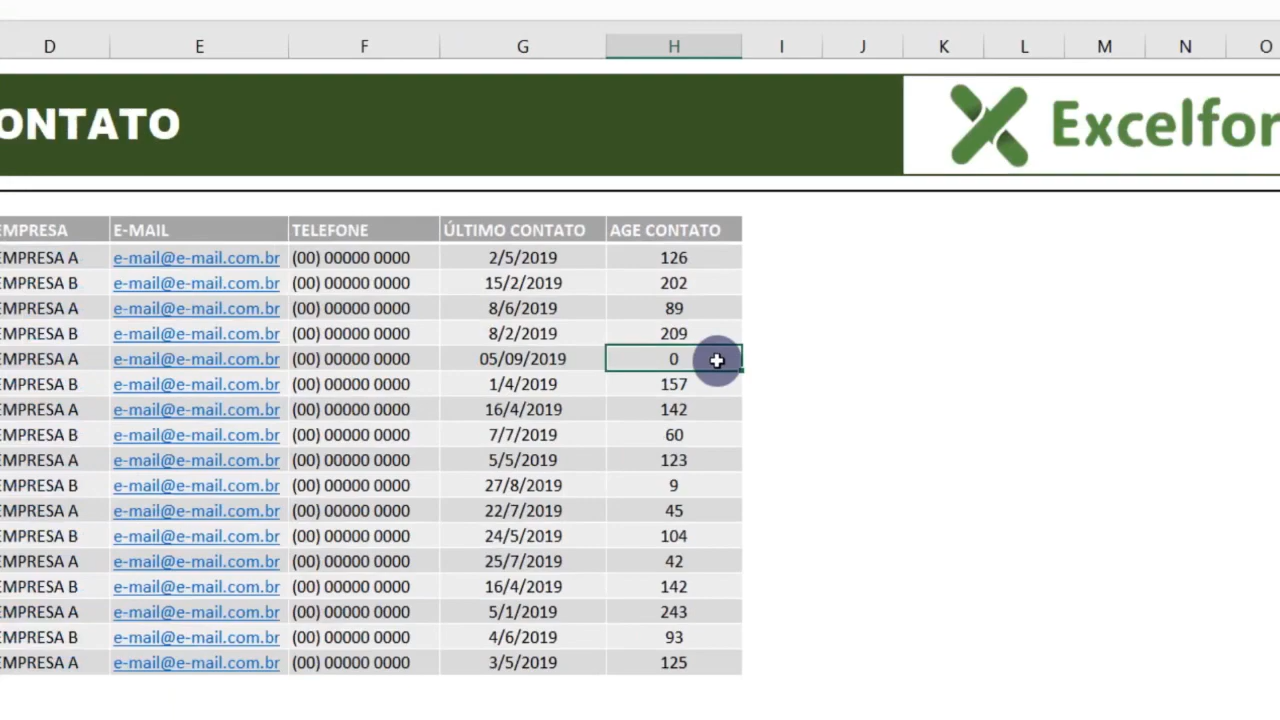 D E F G H I J K L M N O
ONTATO Excelfor
EMPRESA E-MAIL TELEFONE ÚLTIMO CONTATO AGE CONTATO
EMPRESA A e-mail@e-mail.com.br (00) 00000 0000 2/5/2019 126
EMPRESA B e-mail@e-mail.com.br (00) 00000 0000 15/2/2019 202
EMPRESA A e-mail@e-mail.com.br (00) 00000 0000 8/6/2019 89
EMPRESA B e-mail@e-mail.com.br (00) 00000 0000 8/2/2019 209
EMPRESA A e-mail@e-mail.com.br (00) 00000 0000 05/09/2019 0
EMPRESA B e-mail@e-mail.com.br (00) 00000 0000 1/4/2019 157
EMPRESA A e-mail@e-mail.com.br (00) 00000 0000 16/4/2019 142
EMPRESA B e-mail@e-mail.com.br (00) 00000 0000 7/7/2019 60
EMPRESA A e-mail@e-mail.com.br (00) 00000 0000 5/5/2019 123
EMPRESA B e-mail@e-mail.com.br (00) 00000 0000 27/8/2019 9
EMPRESA A e-mail@e-mail.com.br (00) 00000 0000 22/7/2019 45
EMPRESA B e-mail@e-mail.com.br (00) 00000 0000 24/5/2019 104
EMPRESA A e-mail@e-mail.com.br (00) 00000 0000 25/7/2019 42
EMPRESA B e-mail@e-mail.com.br (00) 00000 0000 16/4/2019 142
EMPRESA A e-mail@e-mail.com.br (00) 00000 0000 5/1/2019 243
EMPRESA B e-mail@e-mail.com.br (00) 00000 0000 4/6/2019 93
EMPRESA A e-mail@e-mail.com.br (00) 00000 0000 3/5/2019 125